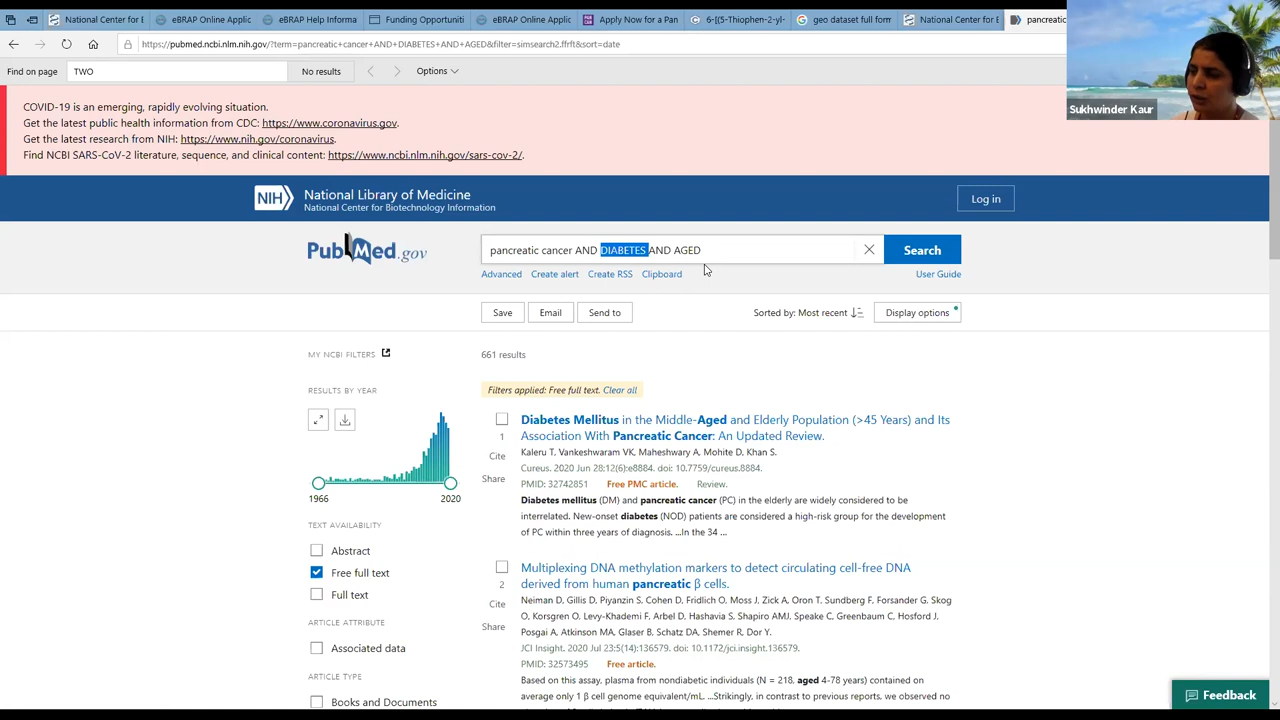 National Center for E
eBRAP Online Applic
eBRAP Help Informa
Funding Opportuniti
eBRAP Online Applic
Apply Now for a Pan
6-[(5-Thiophen-2-yl-
geo dataset full form
National Center for E
pancreatic
https://pubmed.ncbi.nlm.nih.gov/?term=pancreatic+cancer+AND+DIABETES+AND+AGED&filter=simsearch2.ffrft&sort=date
Find on page
TWO
No results
Options
Sukhwinder Kaur
COVID-19 is an emerging, rapidly evolving situation.
Get the latest public health information from CDC: https://www.coronavirus.gov.
Get the latest research from NIH: https://www.nih.gov/coronavirus.
Find NCBI SARS-CoV-2 literature, sequence, and clinical content: https://www.ncbi.nlm.nih.gov/sars-cov-2/.
NIH
National Library of Medicine
National Center for Biotechnology Information
Log in
PubMed.gov
pancreatic cancer AND DIABETES AND AGED
Search
Advanced
Create alert
Create RSS
Clipboard
User Guide
Save
Email
Send to
Sorted by: Most recent
Display options
MY NCBI FILTERS
661 results
RESULTS BY YEAR
Filters applied: Free full text. Clear all
1966
2020
Diabetes Mellitus in the Middle-Aged and Elderly Population (>45 Years) and Its
Association With Pancreatic Cancer: An Updated Review.
1
Cite
Share
Kaleru T, Vankeshwaram VK, Maheshwary A, Mohite D, Khan S.
Cureus. 2020 Jun 28;12(6):e8884. doi: 10.7759/cureus.8884.
PMID: 32742851 Free PMC article. Review.
Diabetes mellitus (DM) and pancreatic cancer (PC) in the elderly are widely considered to be
interrelated. New-onset diabetes (NOD) patients are considered a high-risk group for the development
of PC within three years of diagnosis. ...In the 34 ...
TEXT AVAILABILITY
Abstract
Free full text
Full text
ARTICLE ATTRIBUTE
Associated data
ARTICLE TYPE
Books and Documents
Multiplexing DNA methylation markers to detect circulating cell-free DNA
derived from human pancreatic β cells.
2
Cite
Share
Neiman D, Gillis D, Piyanzin S, Cohen D, Fridlich O, Moss J, Zick A, Oron T, Sundberg F, Forsander G, Skog
O, Korsgren O, Levy-Khademi F, Arbel D, Hashavia S, Shapiro AMJ, Speake C, Greenbaum C, Hosford J,
Posgai A, Atkinson MA, Glaser B, Schatz DA, Shemer R, Dor Y.
JCI Insight. 2020 Jul 23;5(14):136579. doi: 10.1172/jci.insight.136579.
PMID: 32573495 Free article.
Based on this assay, plasma from nondiabetic individuals (N = 218, aged 4-78 years) contained on
average only 1 β cell genome equivalent/mL. ...Strikingly, in contrast to previous reports, we observed no
Feedback